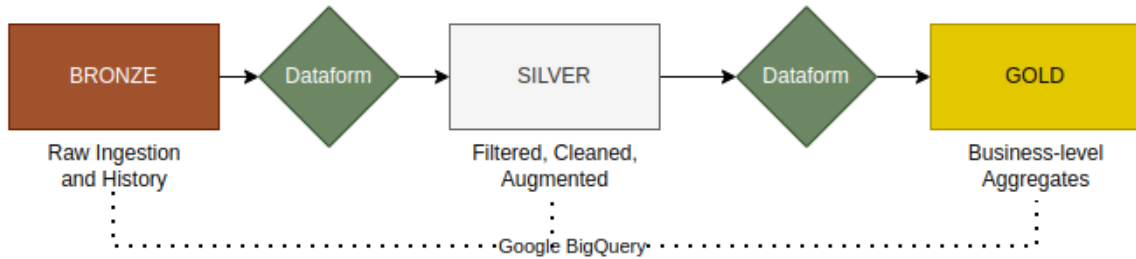 BRONZE
Dataform
SILVER
Dataform
GOLD
Raw Ingestion
and History
Filtered, Cleaned,
Augmented
Business-level
Aggregates
Google BigQuery